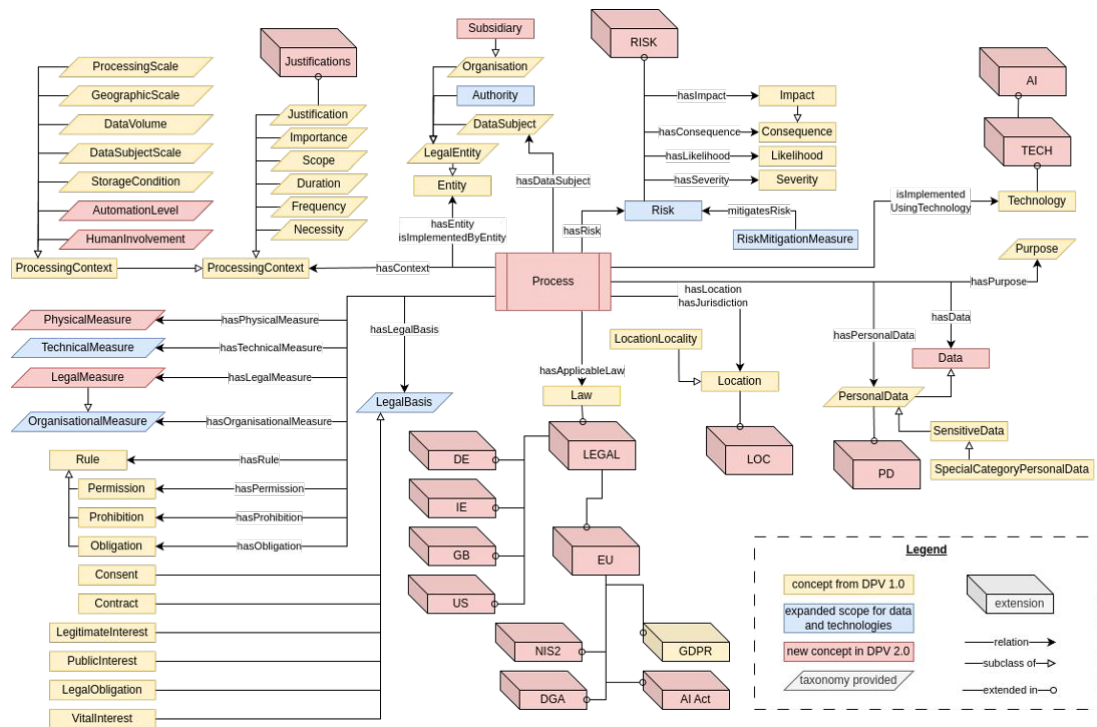 Subsidiary
RISK
ProcessingScale
Justifications
Organisation
AI
GeographicScale
Authority
hasImpact
Impact
DataVolume
Justification
DataSubject
Importance
hasConsequence
Consequence
DataSubjectScale
Scope
LegalEntity
hasLikelihood
Likelihood
TECH
StorageCondition
Duration
Entity
hasDataSubject
hasSeverity
Severity
AutomationLevel
Frequency
isImplemented
UsingTechnology
Technology
HumanInvolvement
Necessity
hasEntity
isImplementedByEntity
hasRisk
Risk
mitigatesRisk
RiskMitigationMeasure
Purpose
ProcessingContext
ProcessingContext
hasContext
Process
hasPurpose
hasLocation
hasJurisdiction
PhysicalMeasure
hasPhysicalMeasure
hasLegalBasis
hasData
TechnicalMeasure
hasTechnicalMeasure
LocationLocality
hasPersonalData
Data
LegalMeasure
hasLegalMeasure
hasApplicableLaw
Location
LegalBasis
Law
PersonalData
OrganisationalMeasure
hasOrganisationalMeasure
SensitiveData
Rule
hasRule
DE
LEGAL
LOC
PD
SpecialCategoryPersonalData
Permission
hasPermission
IE
Prohibition
hasProhibition
Obligation
hasObligation
GB
EU
Legend
Consent
concept from DPV 1.0
extension
Contract
US
expanded scope for data
and technologies
LegitimateInterest
relation
NIS2
GDPR
new concept in DPV 2.0
PublicInterest
subclass of
LegalObligation
taxonomy provided
extended in
DGA
AI Act
VitalInterest